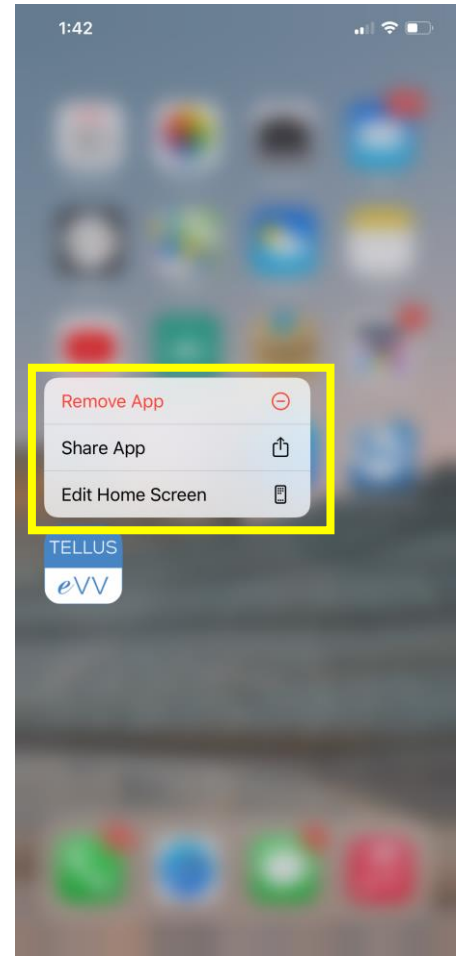 1:42
Remove App
Share App
Edit Home Screen
TELLUS
eVV